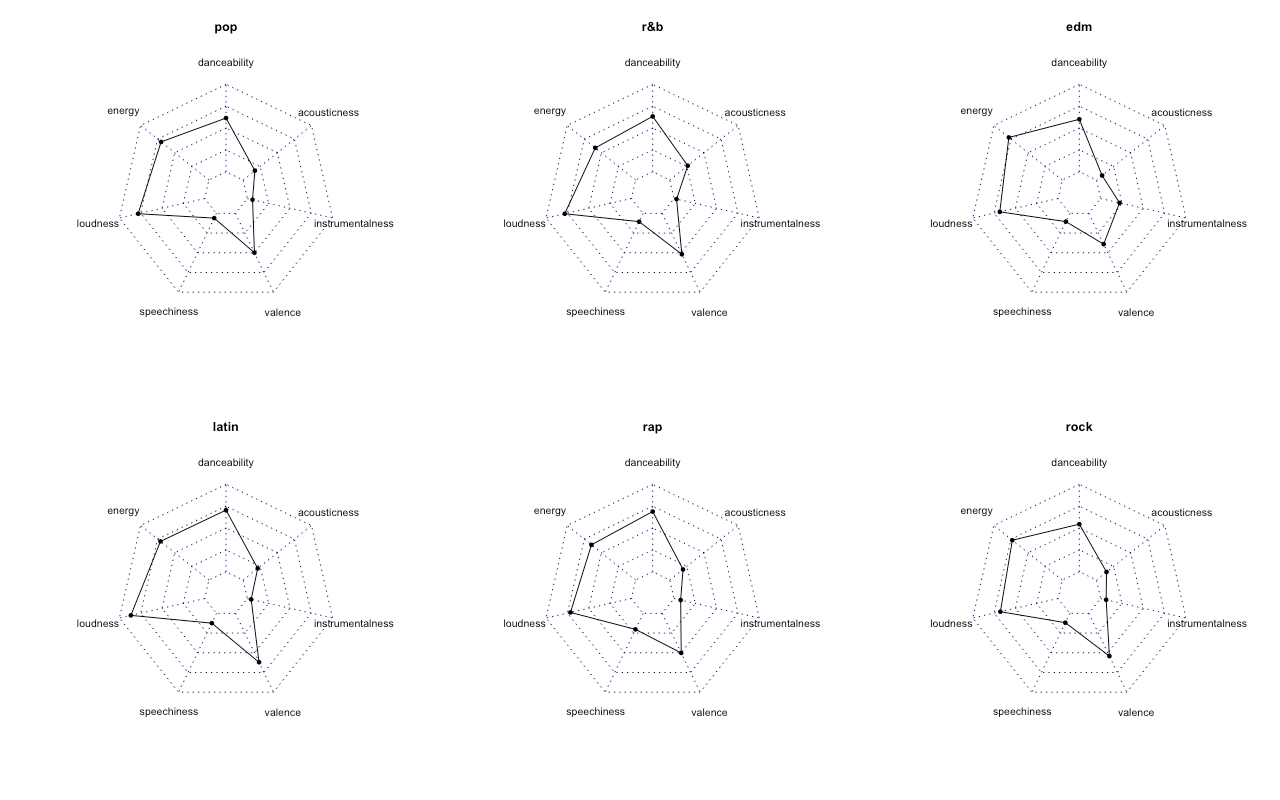 pop
danceability
energy
acousticness
loudness
instrumentalness
speechiness
valence
r&b
danceability
energy
acousticness
loudness
instrumentalness
speechiness
valence
edm
danceability
energy
acousticness
loudness
instrumentalness
speechiness
valence
latin
danceability
energy
acousticness
loudness
instrumentalness
speechiness
valence
rap
danceability
energy
acousticness
loudness
instrumentalness
speechiness
valence
rock
danceability
energy
acousticness
loudness
instrumentalness
speechiness
valence